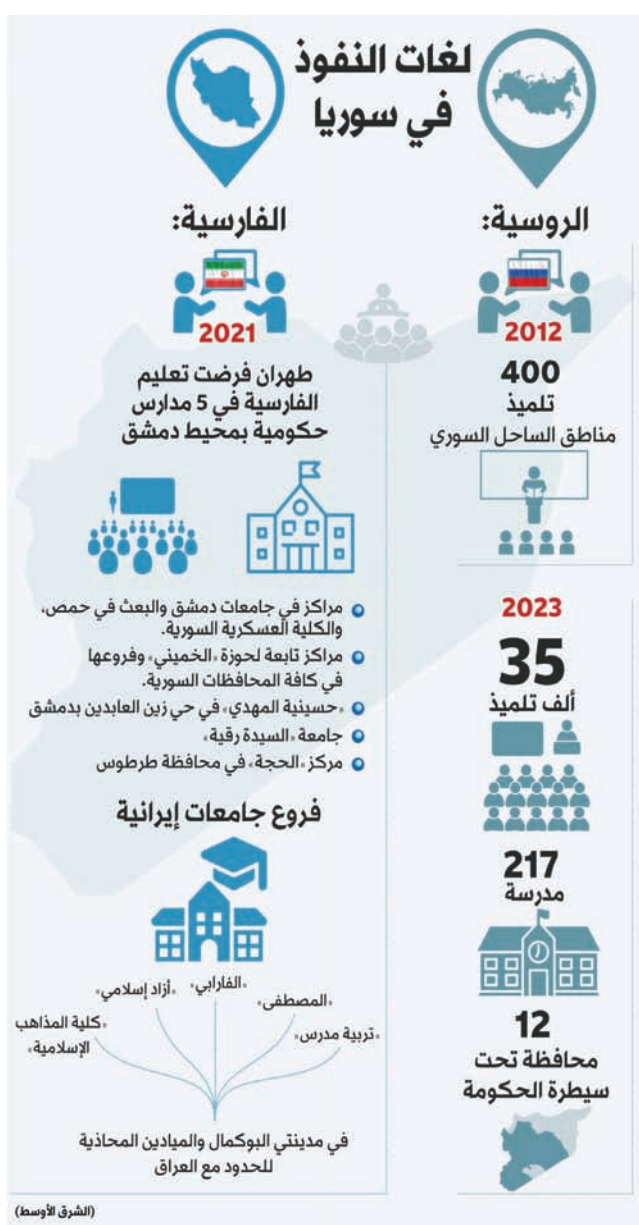 لغات النفوذ
في سوريا
الروسية:
2012
400
تلميذ
مناطق الساحل السوري
2023
35
ألف تلميذ
217
مدرسة
12
محافظة تحت
سيطرة الحكومة
الفارسية:
2021
طهران فرضت تعليم
الفارسية في 5 مدارس
حكومية بمحيط دمشق
مراكز في جامعات دمشق والبعث في حمص،
والكلية العسكرية السورية.
مراكز تابعة لحوزة «الخميني» وفروعها
في كافة المحافظات السورية.
«حسينية المهدي» في حي زين العابدين بدمشق
جامعة «السيدة رقية»
مركز «الحجة» في محافظة طرطوس
فروع جامعات إيرانية
«تربية مدرس»
«المصطفى»
«الفارابي»
«أزاد إسلامي»
«كلية المذاهب
الإسلامية»
في مدينتي البوكمال والميادين المحاذية
للحدود مع العراق
(الشرق الأوسط)